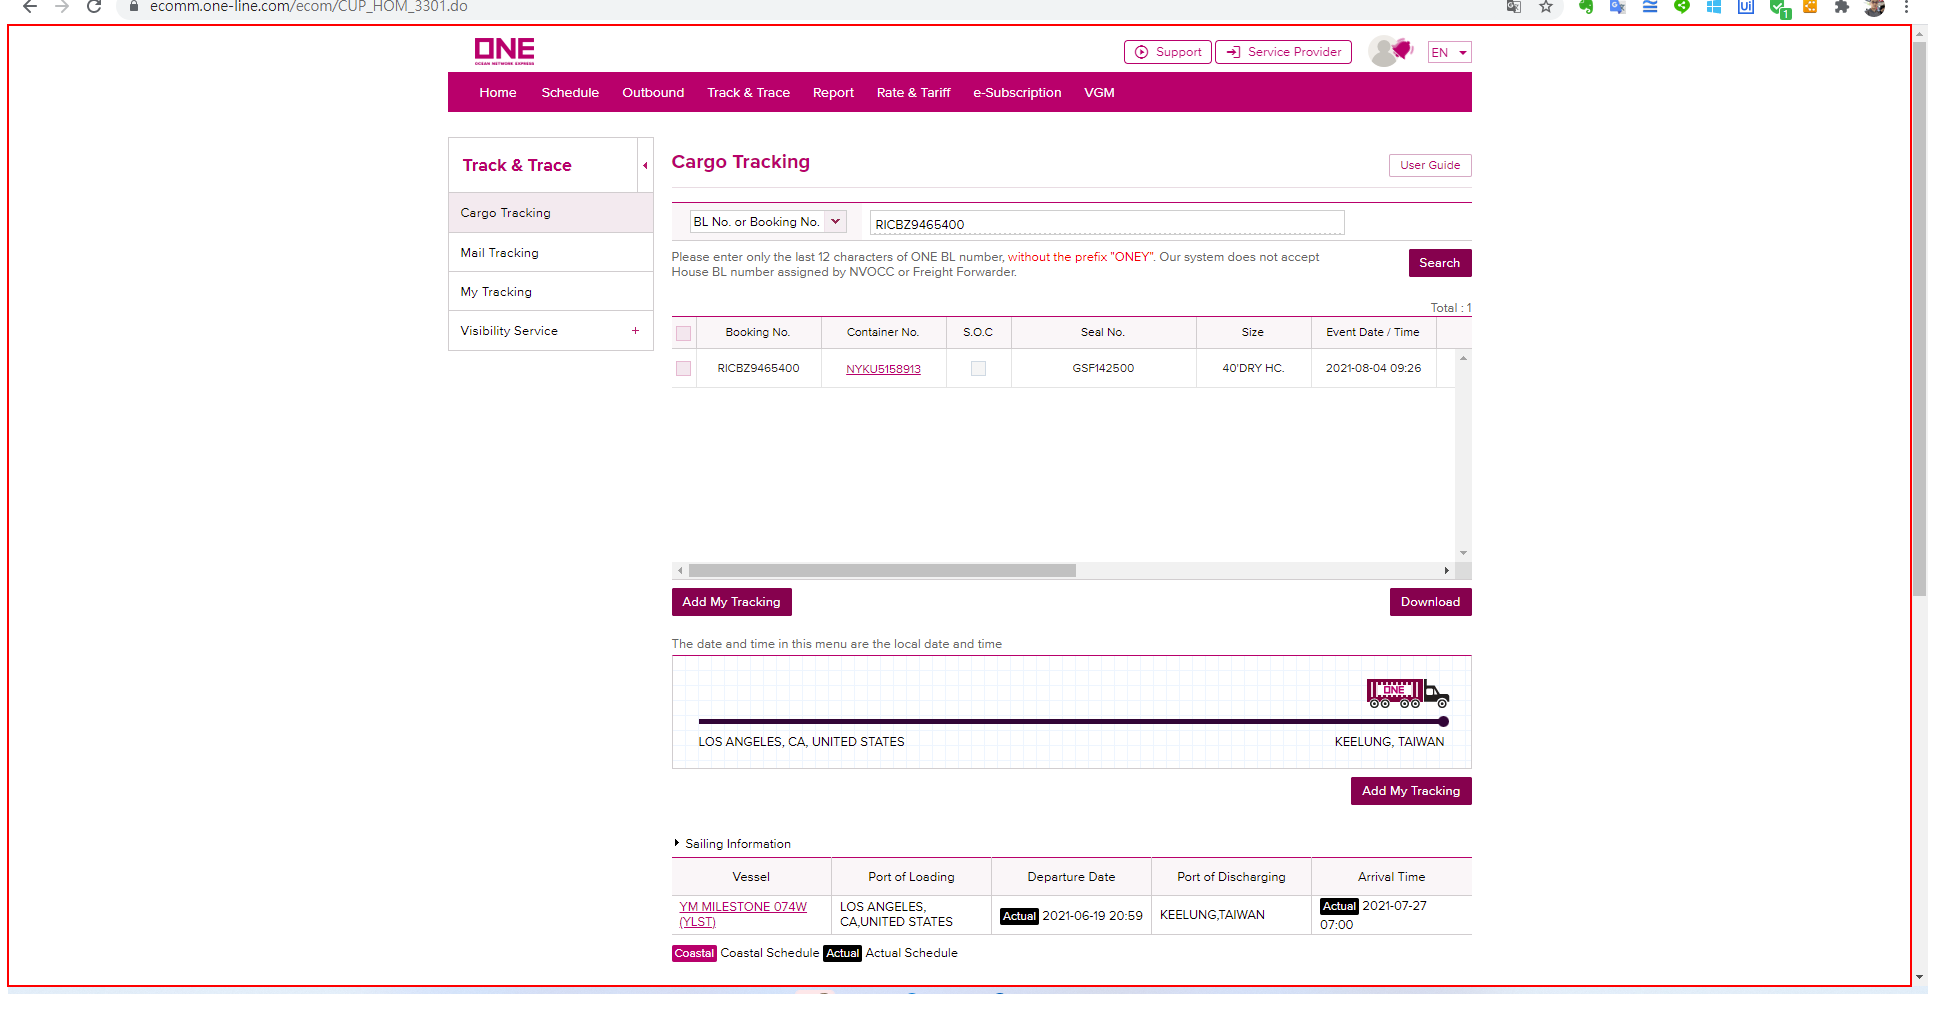 ecomm.one-line.com/ecom/CUP_HOM_3301.do
ONE
OCEAN NETWORK EXPRESS
Support
Service Provider
EN
Home Schedule Outbound Track & Trace Report Rate & Tariff e-Subscription VGM
Track & Trace
Cargo Tracking
Mail Tracking
My Tracking
Visibility Service +
Cargo Tracking
User Guide
BL No. or Booking No.
RICBZ9465400
Please enter only the last 12 characters of ONE BL number, without the prefix "ONEY". Our system does not accept
House BL number assigned by NVOCC or Freight Forwarder.
Search
Total : 1
Booking No. Container No. S.O.C Seal No. Size Event Date / Time
RICBZ9465400 NYKU5158913 GSF142500 40'DRY HC. 2021-08-04 09:26
Add My Tracking
Download
The date and time in this menu are the local date and time
ONE
LOS ANGELES, CA, UNITED STATES
KEELUNG, TAIWAN
Add My Tracking
Sailing Information
Vessel Port of Loading Departure Date Port of Discharging Arrival Time
YM MILESTONE 074W
(YLST)
LOS ANGELES,
CA,UNITED STATES
Actual 2021-06-19 20:59
KEELUNG,TAIWAN
Actual 2021-07-27
07:00
Coastal Coastal Schedule Actual Actual Schedule
Ui
1